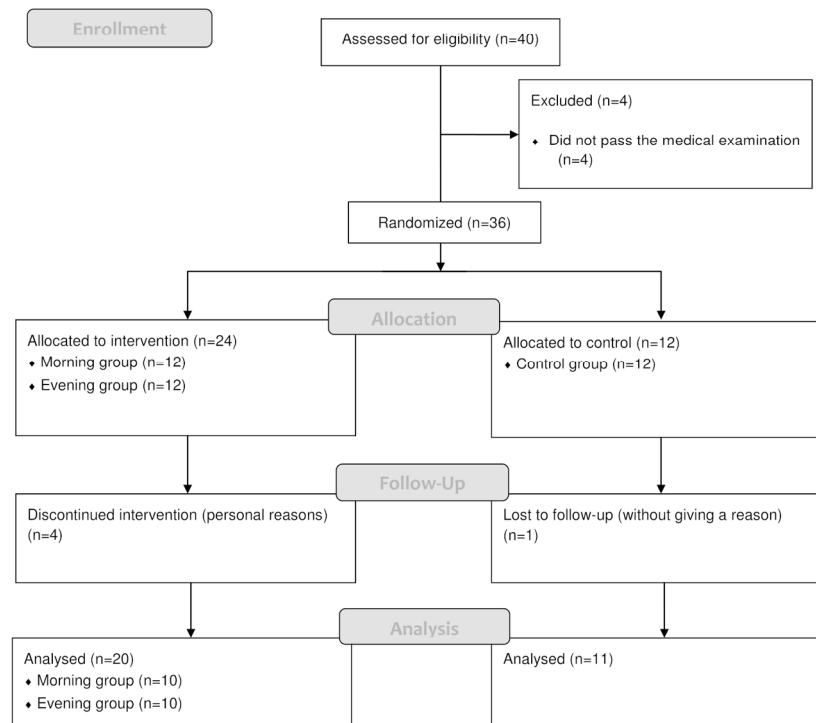 Enrollment
Assessed for eligibility (n=40)
Excluded (n=4)
♦ Did not pass the medical examination
(n=4)
Randomized (n=36)
Allocation
Allocated to intervention (n=24)
♦ Morning group (n=12)
♦ Evening group (n=12)
Allocated to control (n=12)
♦ Control group (n=12)
Follow-Up
Discontinued intervention (personal reasons)
(n=4)
Lost to follow-up (without giving a reason)
(n=1)
Analysis
Analysed (n=20)
♦ Morning group (n=10)
♦ Evening group (n=10)
Analysed (n=11)